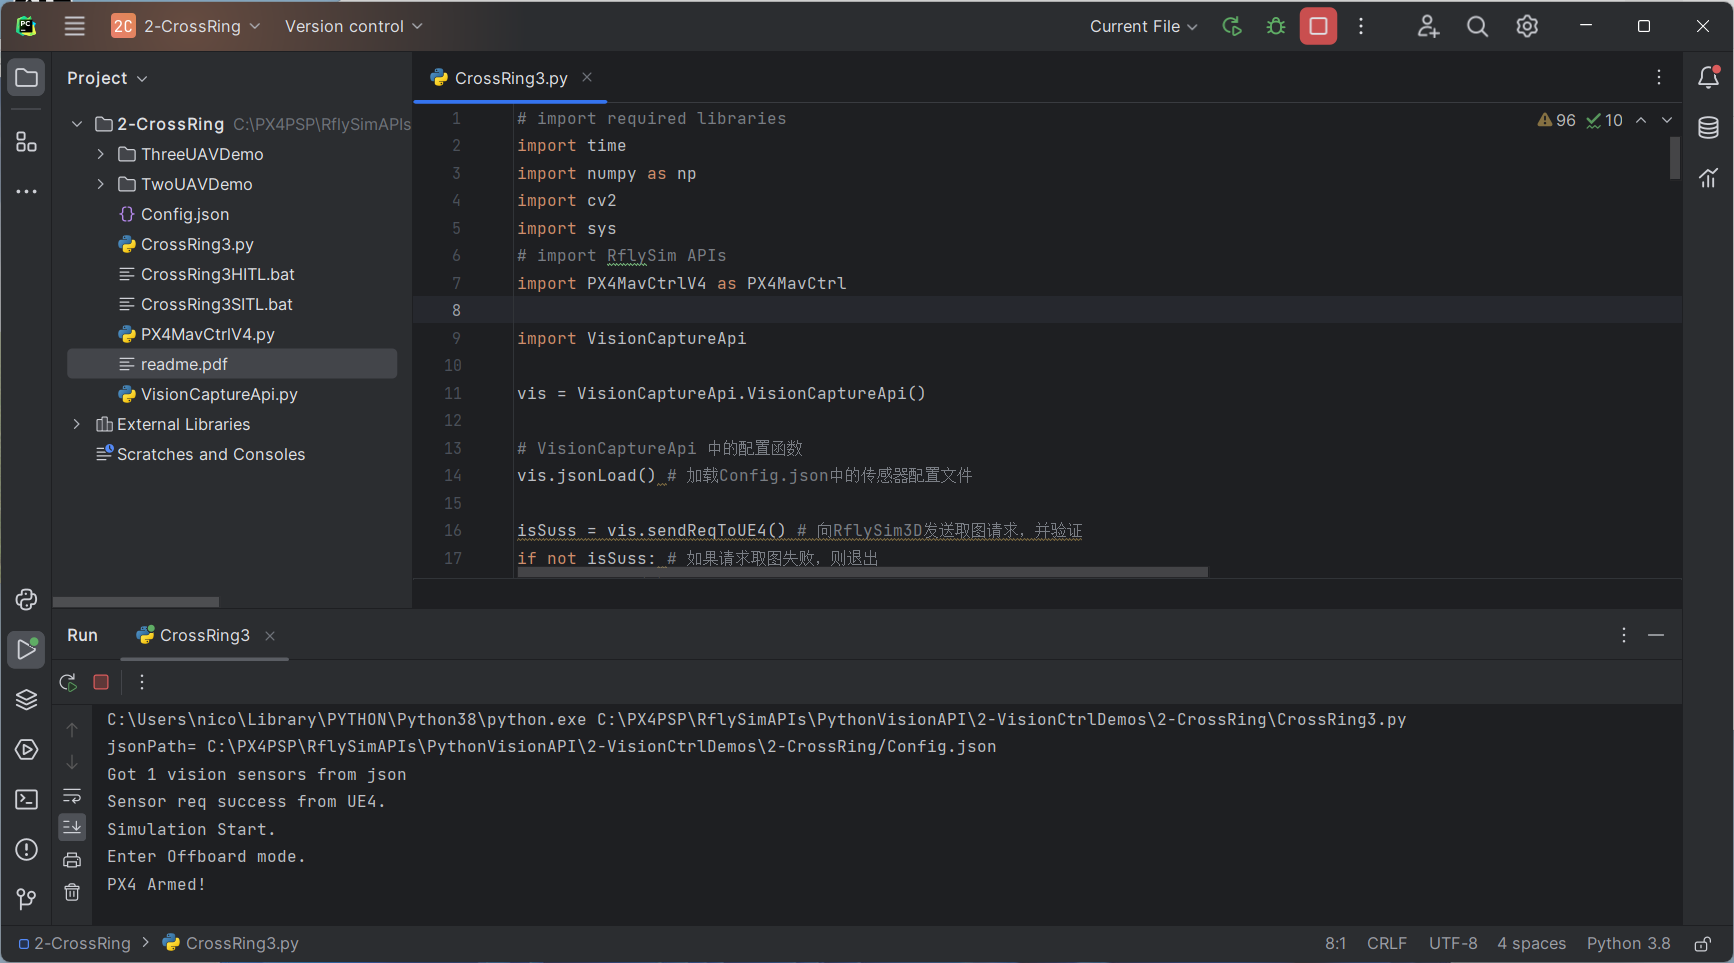 2C 2-CrossRing Version control Current File
Project
CrossRing3.py
2-CrossRing C:\PX4PSP\RflySimAPIs
ThreeUAVDemo
TwoUAVDemo
Config.json
CrossRing3.py
CrossRing3HITL.bat
CrossRing3SITL.bat
PX4MavCtrlV4.py
readme.pdf
VisionCaptureApi.py
External Libraries
Scratches and Consoles
96 10
1 # import required libraries
2 import time
3 import numpy as np
4 import cv2
5 import sys
6 # import RflySim APIs
7 import PX4MavCtrlV4 as PX4MavCtrl
8
9 import VisionCaptureApi
10
11 vis = VisionCaptureApi.VisionCaptureApi()
12
13 # VisionCaptureApi 中的配置函数
14 vis.jsonLoad() # 加载Config.json中的传感器配置文件
15
16 isSuss = vis.sendReqToUE4() # 向RflySim3D发送取图请求，并验证
17 if not isSuss: # 如果请求取图失败，则退出
Run CrossRing3
C:\Users\nico\Library\PYTHON\Python38\python.exe C:\PX4PSP\RflySimAPIs\PythonVisionAPI\2-VisionCtrlDemos\2-CrossRing\CrossRing3.py
jsonPath= C:\PX4PSP\RflySimAPIs\PythonVisionAPI\2-VisionCtrlDemos\2-CrossRing/Config.json
Got 1 vision sensors from json
Sensor req success from UE4.
Simulation Start.
Enter Offboard mode.
PX4 Armed!
2-CrossRing CrossRing3.py 8:1 CRLF UTF-8 4 spaces Python 3.8